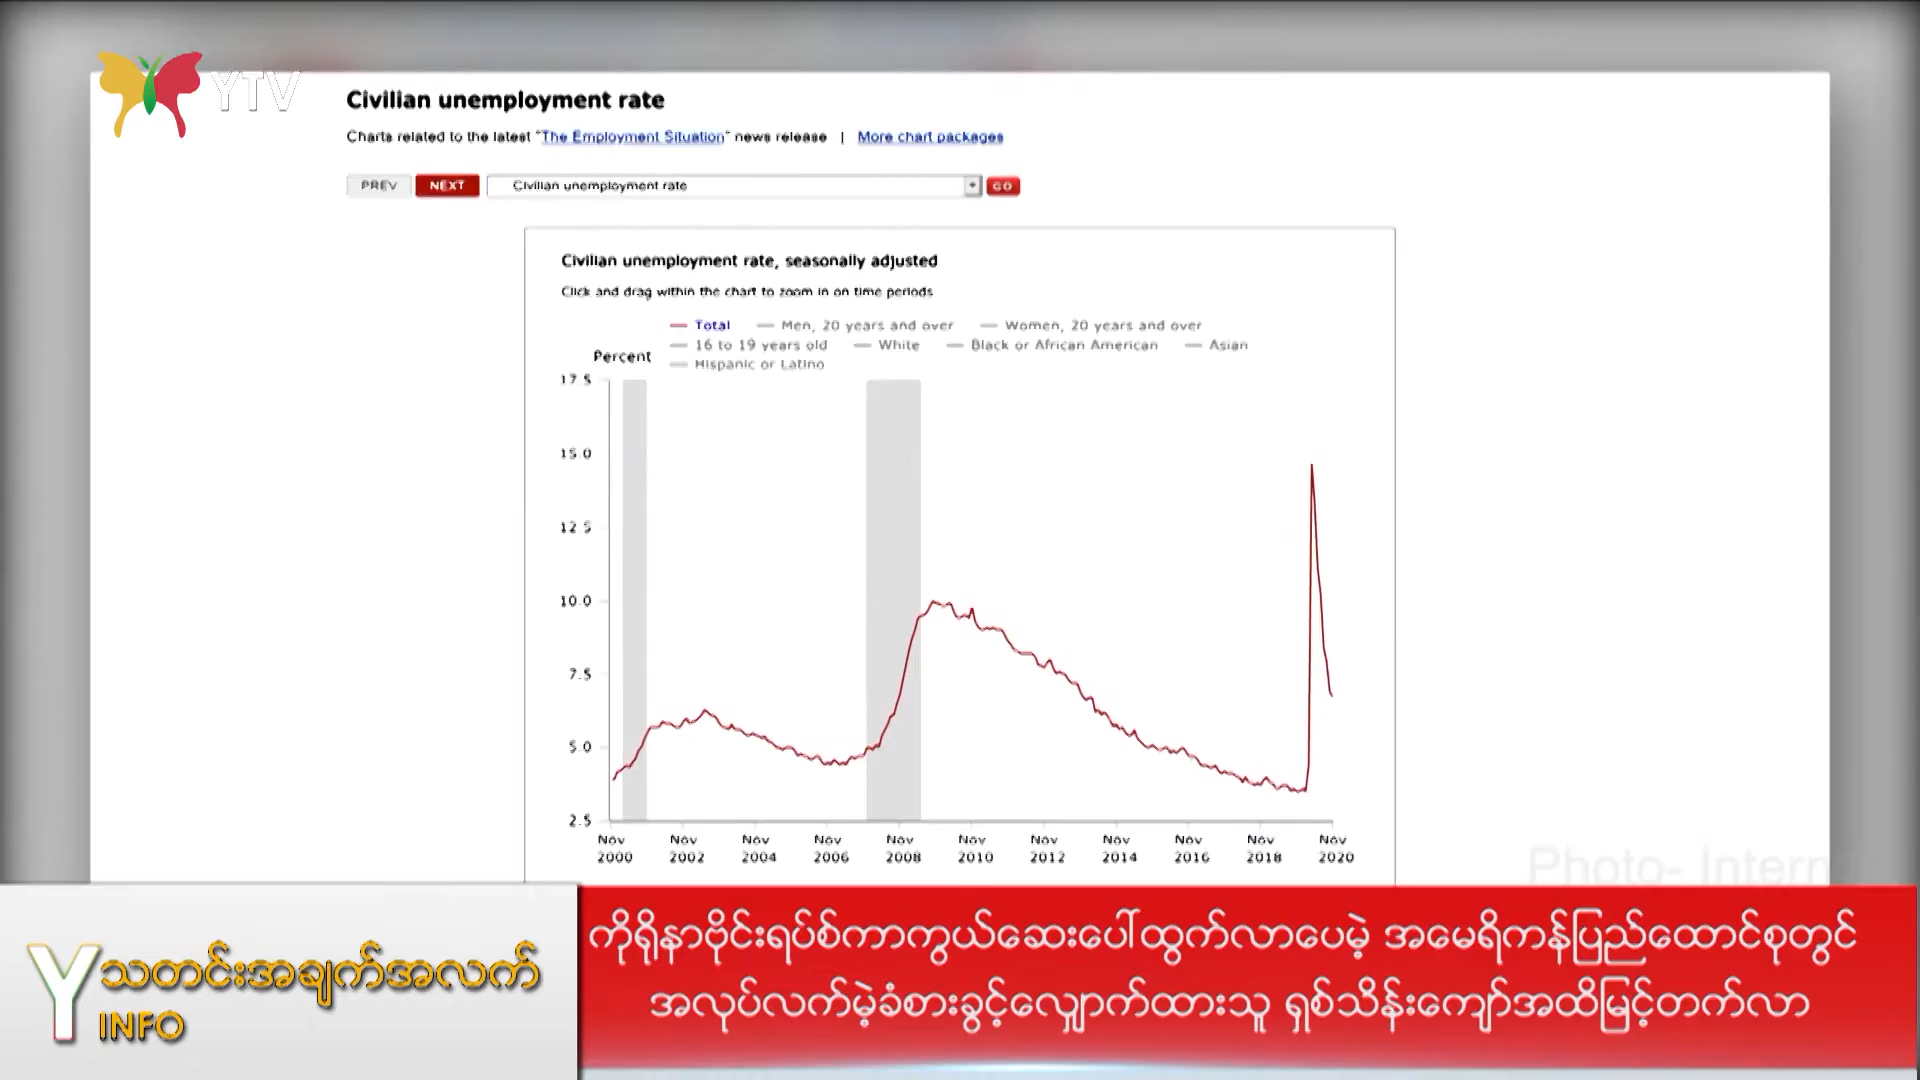 YTV
Civilian unemployment rate
Charts related to the latest "The Employment Situation" news release | More chart packages
PREV NEXT Civilian unemployment rate GO
Civilian unemployment rate, seasonally adjusted
Click and drag within the chart to zoom in on time periods
Total Men, 20 years and over Women, 20 years and over
16 to 19 years old White Black or African American Asian
Hispanic or Latino
Percent
17.5
15.0
12.5
10.0
7.5
5.0
2.5
Nov 2000 Nov 2002 Nov 2004 Nov 2006 Nov 2008 Nov 2010 Nov 2012 Nov 2014 Nov 2016 Nov 2018 Nov 2020
Photo- Intern
ကိုရိုနာဗိုင်းရပ်စ်ကာကွယ်ဆေးပေါ်ထွက်လာပေမဲ့ အမေရိကန်ပြည်ထောင်စုတွင်
အလုပ်လက်မဲ့ခံစားခွင့်လျှောက်ထားသူ ရှစ်သိန်းကျော်အထိမြင့်တက်လာ
Y သတင်းအချက်အလက်
INFO